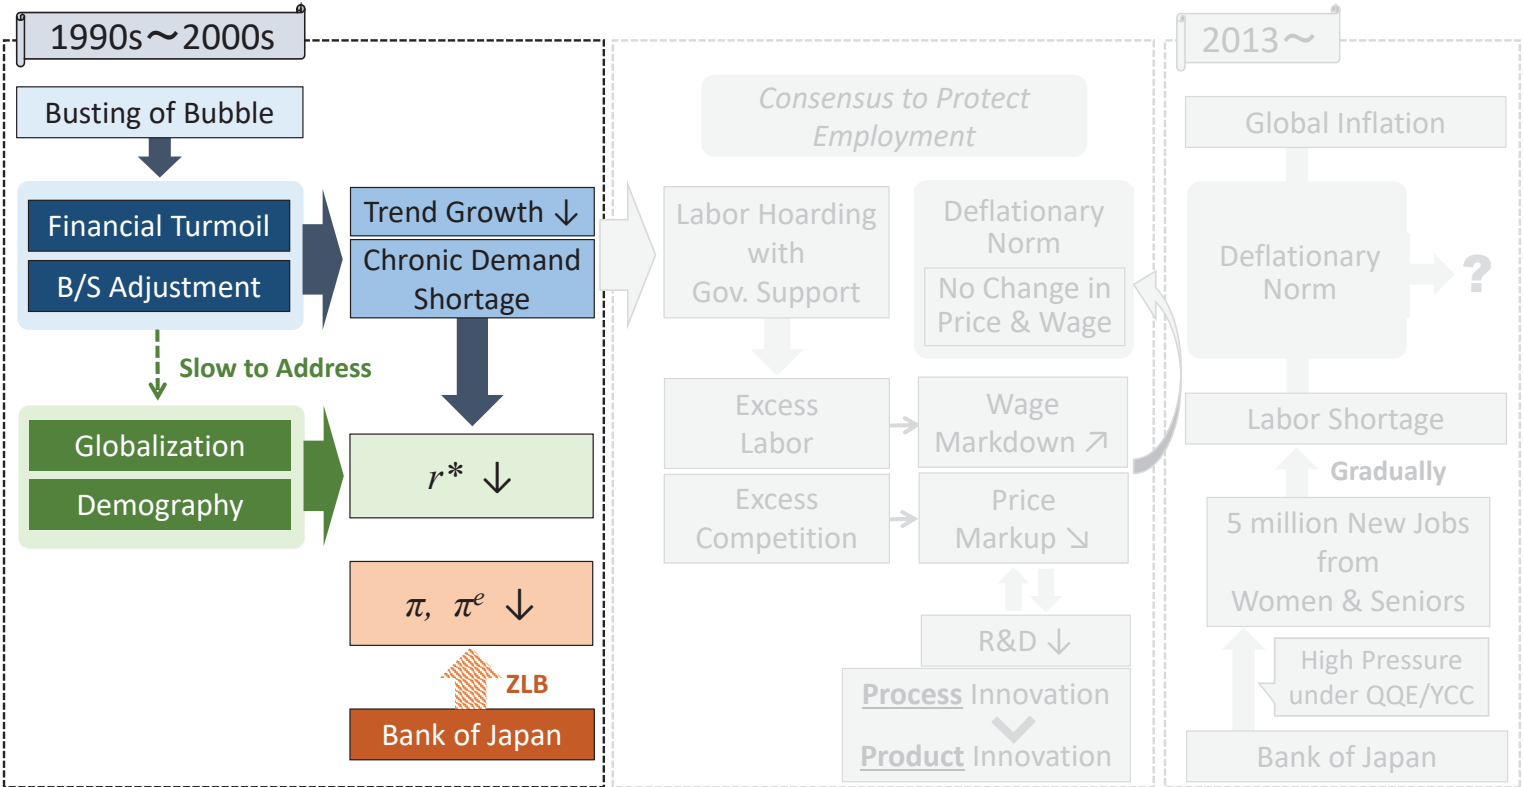 1990s～2000s
Busting of Bubble
Financial Turmoil
B/S Adjustment
Trend Growth ↓
Chronic Demand
Shortage
Slow to Address
Globalization
Demography
r* ↓
π, πᵉ ↓
ZLB
Bank of Japan
Consensus to Protect
Employment
Labor Hoarding
with
Gov. Support
Deflationary
Norm
No Change in
Price & Wage
Excess
Labor
Wage
Markdown ↗
Excess
Competition
Price
Markup ↘
R&D ↓
Process Innovation
Product Innovation
2013～
Global Inflation
Deflationary
Norm
?
Labor Shortage
Gradually
5 million New Jobs
from
Women & Seniors
High Pressure
under QQE/YCC
Bank of Japan